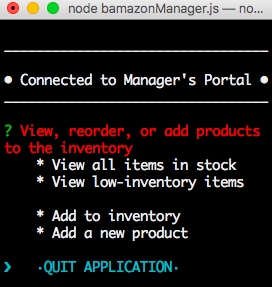 node bamazonManager.js — no...
● Connected to Manager's Portal ●
? View, reorder, or add products
to the inventory
* View all items in stock
* View low-inventory items
* Add to inventory
* Add a new product
❯ ·QUIT APPLICATION·